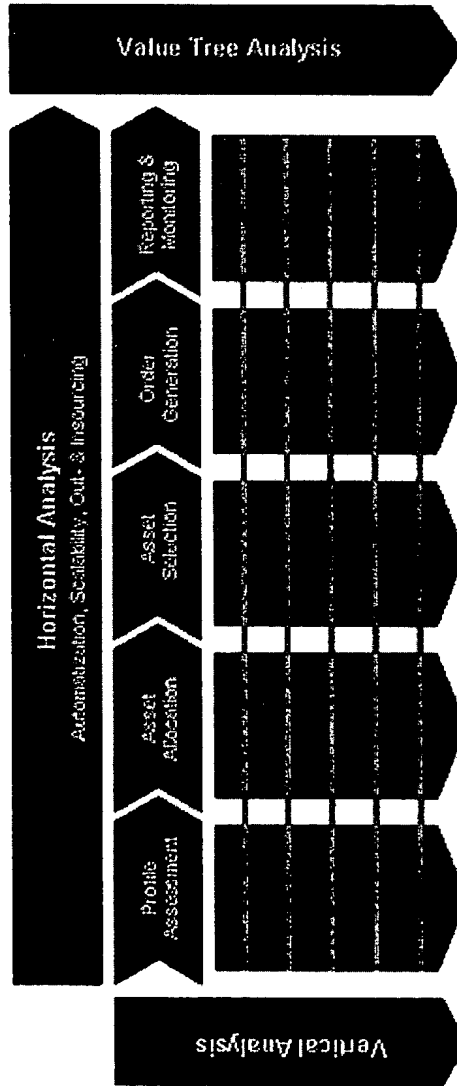 Value Tree Analysis
Horizontal Analysis
Automatization, Scalability, Out- & Insourcing
Profile
Assessment
Asset
Allocation
Asset
Selection
Order
Generation
Reporting &
Monitoring
Vertical Analysis